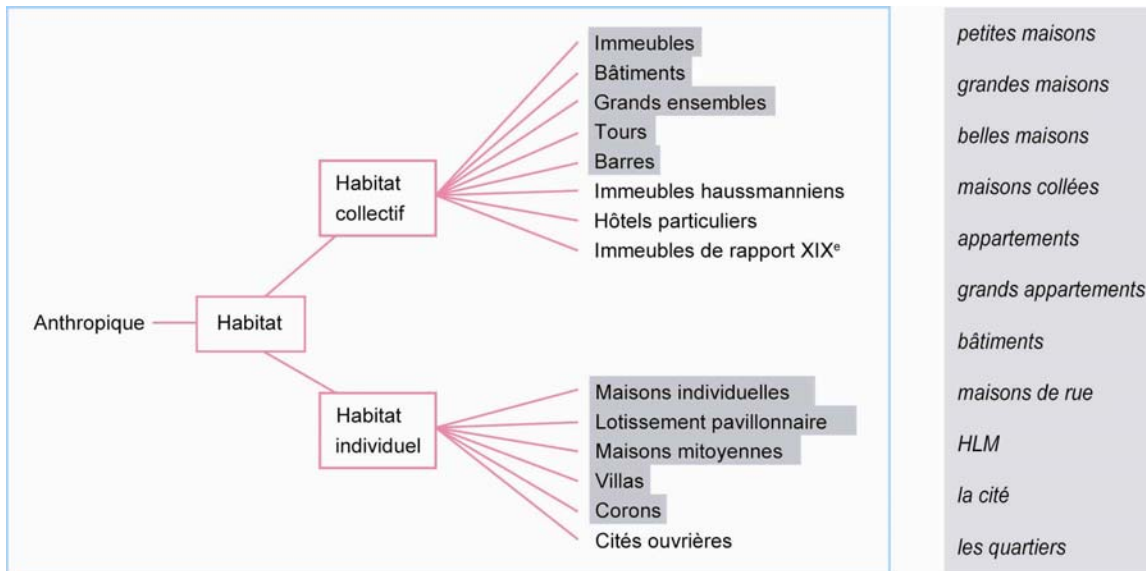 Immeubles
Bâtiments
Grands ensembles
Tours
Barres
Immeubles haussmanniens
Hôtels particuliers
Immeubles de rapport XIXe
Habitat
collectif
Anthropique
Habitat
Habitat
individuel
Maisons individuelles
Lotissement pavillonnaire
Maisons mitoyennes
Villas
Corons
Cités ouvrières
petites maisons
grandes maisons
belles maisons
maisons collées
appartements
grands appartements
bâtiments
maisons de rue
HLM
la cité
les quartiers